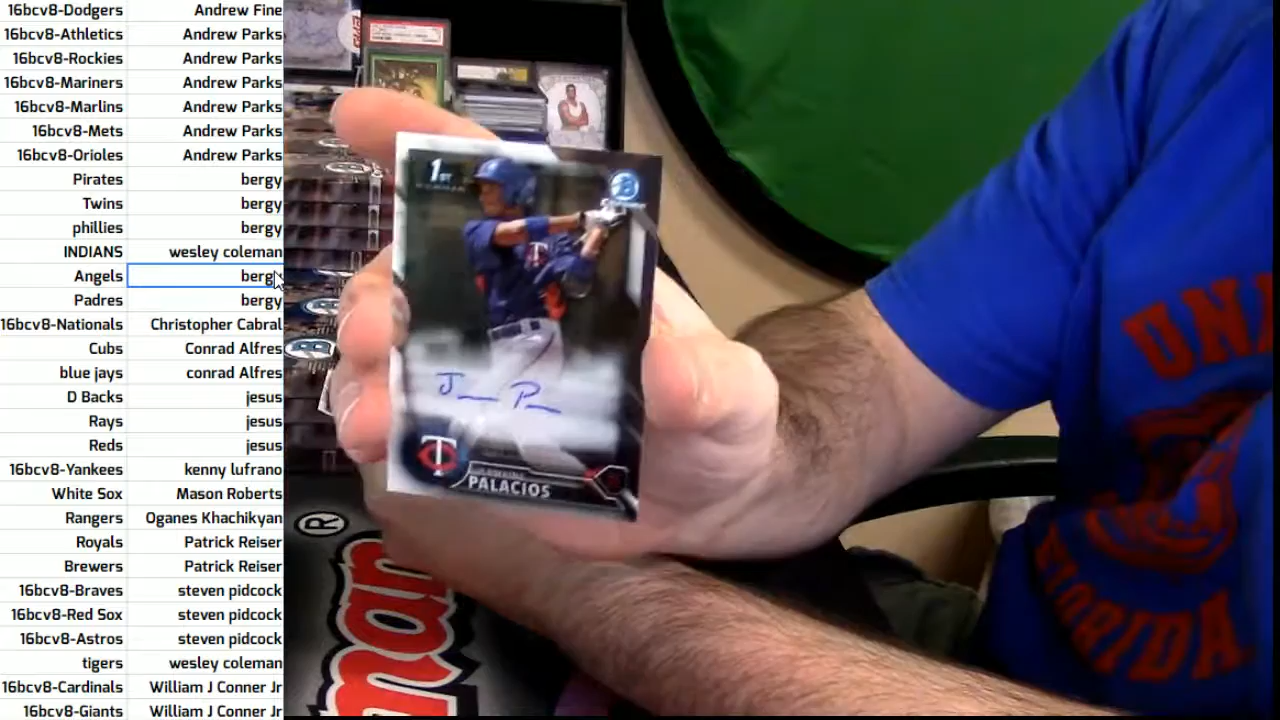 16bcv8-Dodgers Andrew Fine
16bcv8-Athletics Andrew Parks
16bcv8-Rockies Andrew Parks
16bcv8-Mariners Andrew Parks
16bcv8-Marlins Andrew Parks
16bcv8-Mets Andrew Parks
16bcv8-Orioles Andrew Parks
Pirates bergy
Twins bergy
phillies bergy
INDIANS wesley coleman
Angels bergy
Padres bergy
16bcv8-Nationals Christopher Cabral
Cubs Conrad Alfres
blue jays conrad Alfres
D Backs jesus
Rays jesus
Reds jesus
16bcv8-Yankees kenny lufrano
White Sox Mason Roberts
Rangers Oganes Khachikyan
Royals Patrick Reiser
Brewers Patrick Reiser
16bcv8-Braves steven pidcock
16bcv8-Red Sox steven pidcock
16bcv8-Astros steven pidcock
tigers wesley coleman
16bcv8-Cardinals William J Conner Jr
16bcv8-Giants William J Conner Jr
1ST
BOWMAN
B
J P
TC
PALACIOS
®
man
UNI
FLORIDA